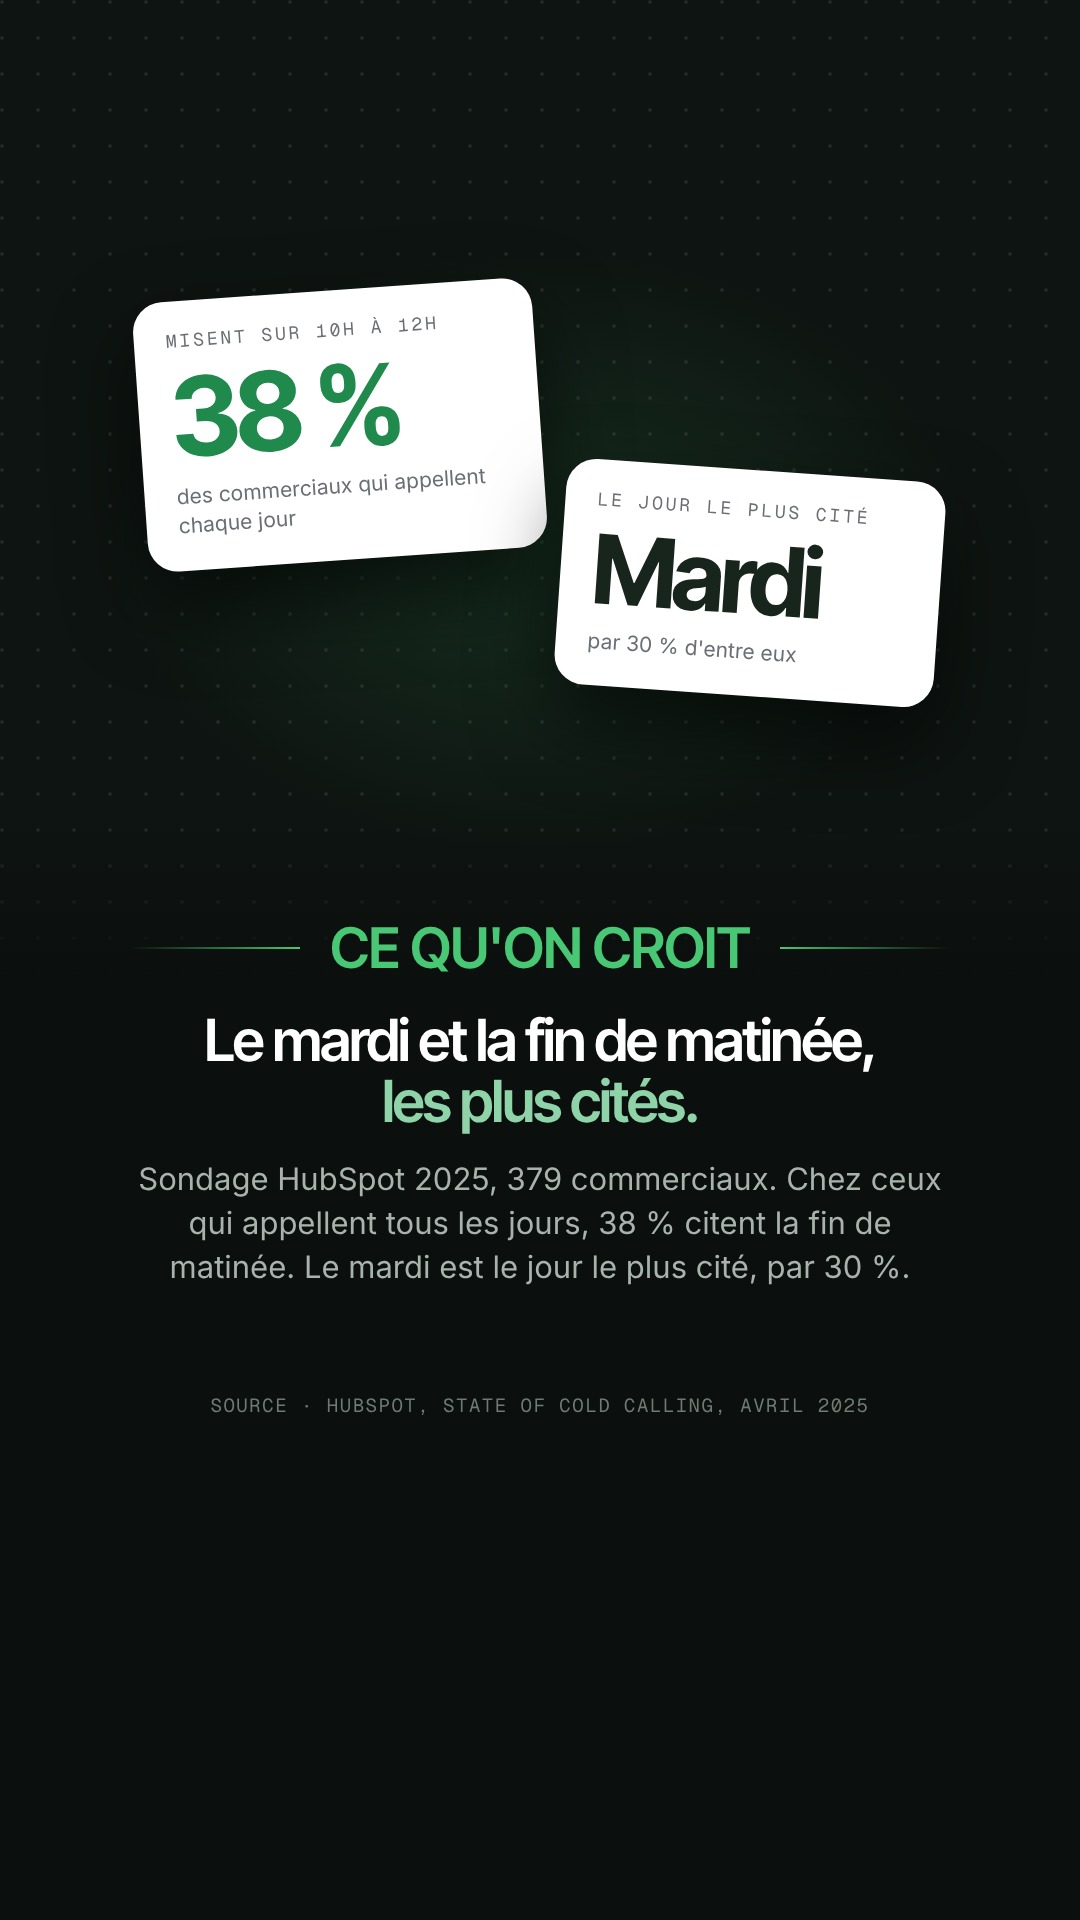 MISENT SUR 10H À 12H
38 %
des commerciaux qui appellent
chaque jour
LE JOUR LE PLUS CITÉ
Mardi
par 30 % d'entre eux
CE QU'ON CROIT
Le mardi et la fin de matinée,
les plus cités.
Sondage HubSpot 2025, 379 commerciaux. Chez ceux
qui appellent tous les jours, 38 % citent la fin de
matinée. Le mardi est le jour le plus cité, par 30 %.
SOURCE · HUBSPOT, STATE OF COLD CALLING, AVRIL 2025